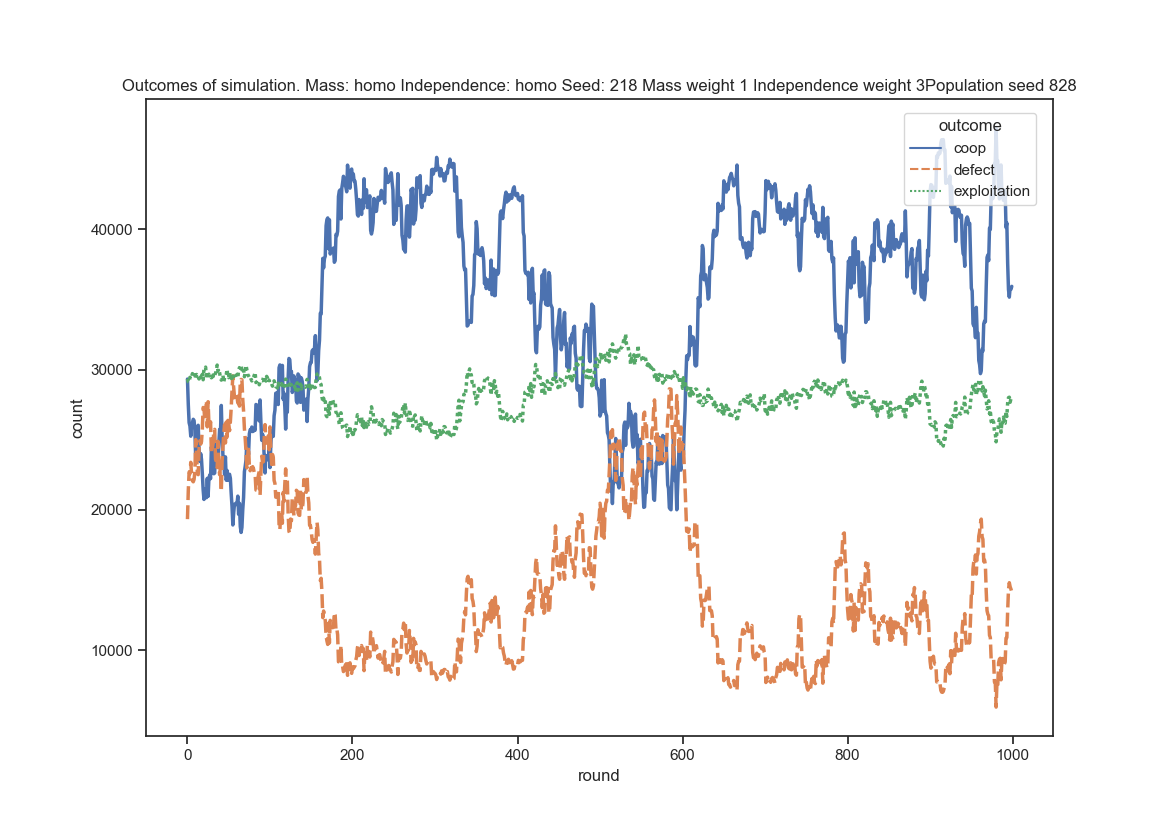 Outcomes of simulation. Mass: homo Independence: homo Seed: 218 Mass weight 1 Independence weight 3Population seed 828
outcome
coop
defect
exploitation
40000
30000
20000
10000
count
0 200 400 600 800 1000
round